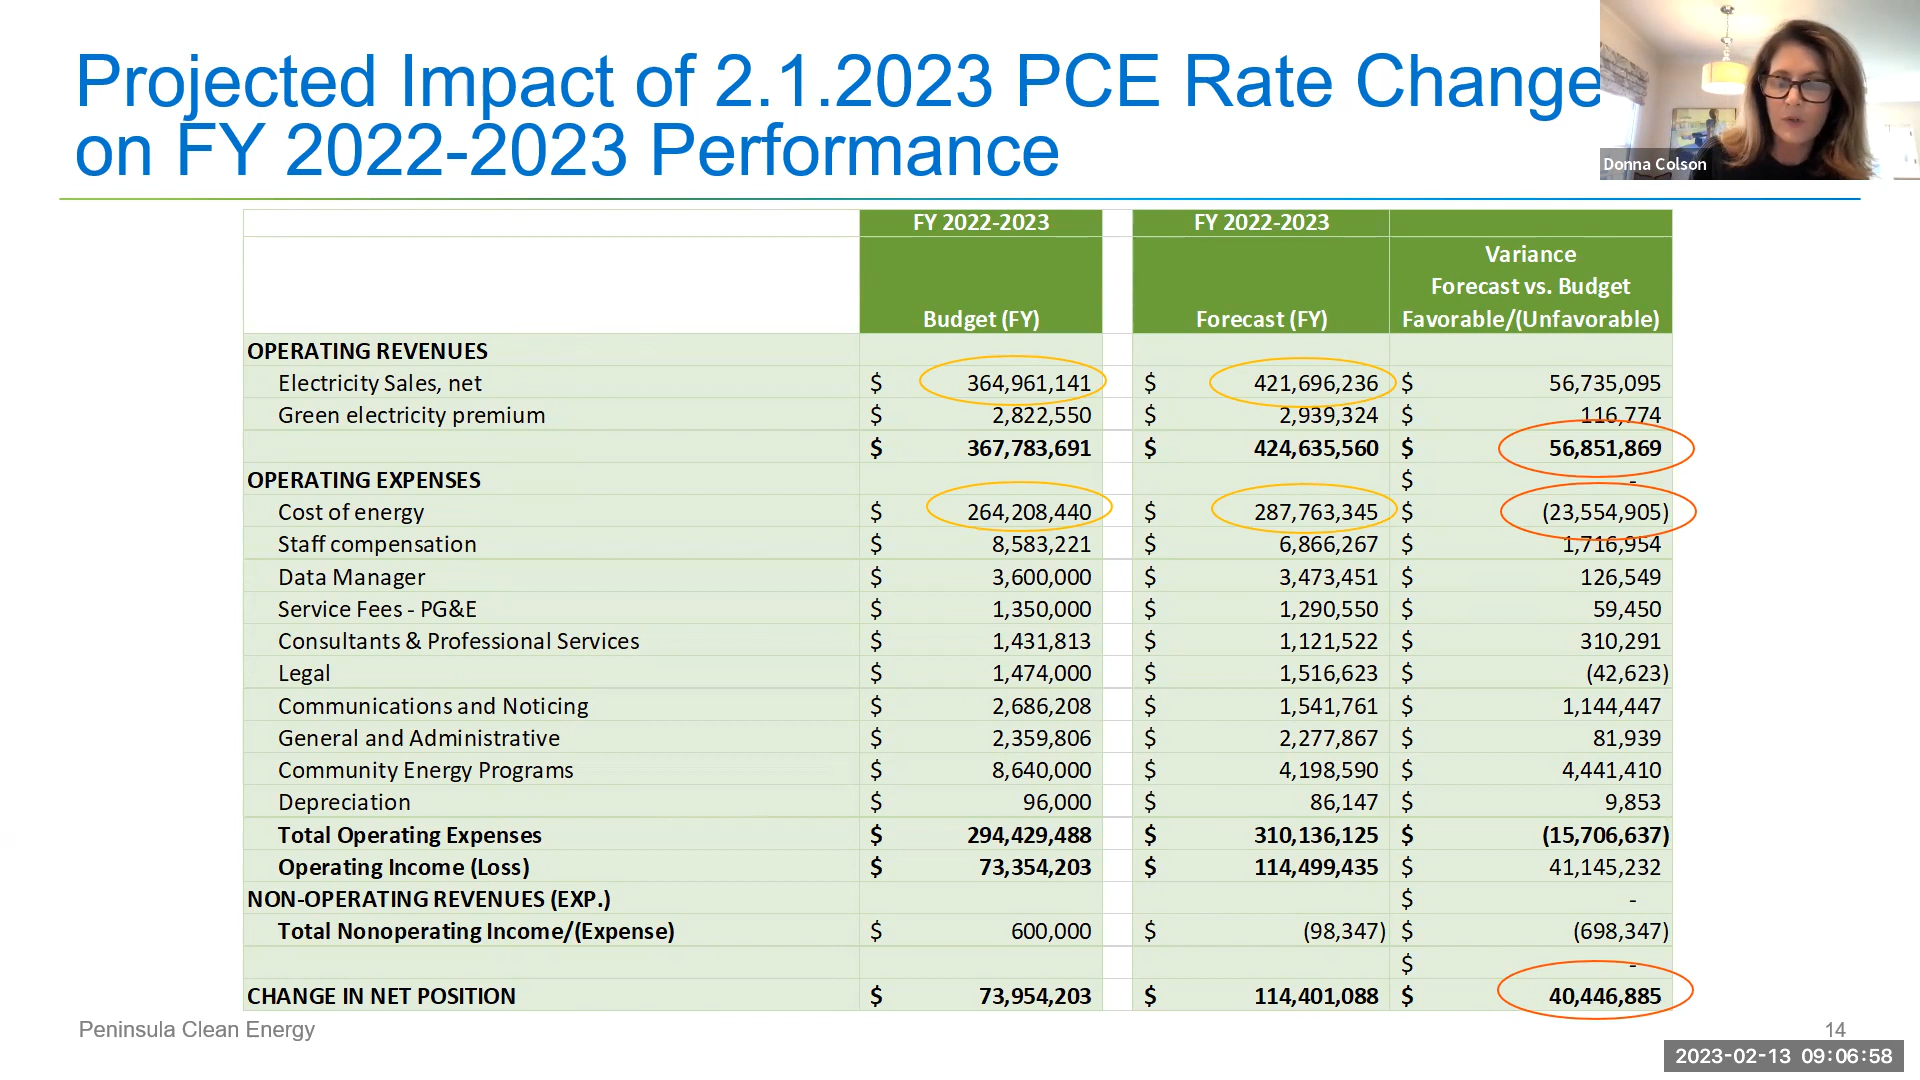 Projected Impact of 2.1.2023 PCE Rate Change
on FY 2022-2023 Performance
Donna Colson
FY 2022-2023 FY 2022-2023
Variance
Forecast vs. Budget
Budget (FY) Forecast (FY) Favorable/(Unfavorable)
OPERATING REVENUES
Electricity Sales, net $ 364,961,141 $ 421,696,236 $ 56,735,095
Green electricity premium $ 2,822,550 $ 2,939,324 $ 116,774
$ 367,783,691 $ 424,635,560 $ 56,851,869
OPERATING EXPENSES $ -
Cost of energy $ 264,208,440 $ 287,763,345 $ (23,554,905)
Staff compensation $ 8,583,221 $ 6,866,267 $ 1,716,954
Data Manager $ 3,600,000 $ 3,473,451 $ 126,549
Service Fees - PG&E $ 1,350,000 $ 1,290,550 $ 59,450
Consultants & Professional Services $ 1,431,813 $ 1,121,522 $ 310,291
Legal $ 1,474,000 $ 1,516,623 $ (42,623)
Communications and Noticing $ 2,686,208 $ 1,541,761 $ 1,144,447
General and Administrative $ 2,359,806 $ 2,277,867 $ 81,939
Community Energy Programs $ 8,640,000 $ 4,198,590 $ 4,441,410
Depreciation $ 96,000 $ 86,147 $ 9,853
Total Operating Expenses $ 294,429,488 $ 310,136,125 $ (15,706,637)
Operating Income (Loss) $ 73,354,203 $ 114,499,435 $ 41,145,232
NON-OPERATING REVENUES (EXP.) $ -
Total Nonoperating Income/(Expense) $ 600,000 $ (98,347) $ (698,347)
$ -
CHANGE IN NET POSITION $ 73,954,203 $ 114,401,088 $ 40,446,885
Peninsula Clean Energy 14
2023-02-13 09:06:58